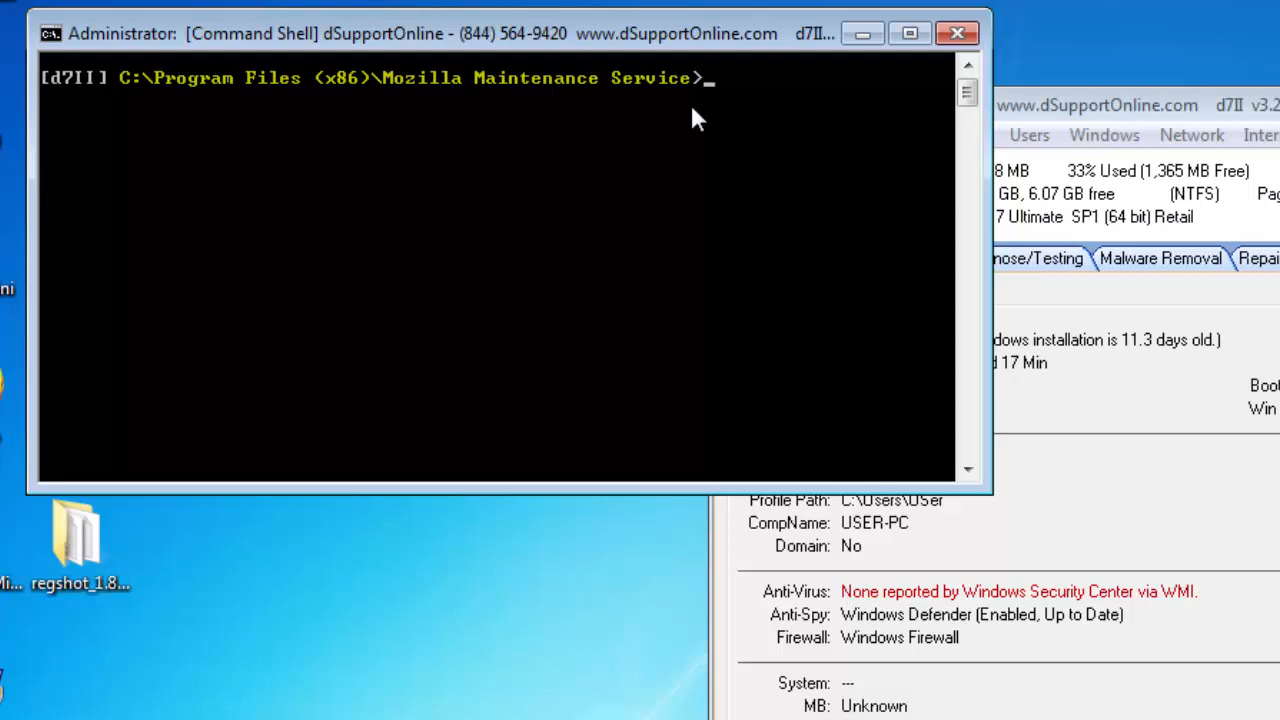 Administrator: [Command Shell] dSupportOnline - (844) 564-9420 www.dSupportOnline.com d7II...
[d7II] C:\Program Files (x86)\Mozilla Maintenance Service>_
www.dSupportOnline.com d7II v3.2
Users Windows Network Inter
8 MB 33% Used (1,365 MB Free)
GB, 6.07 GB free (NTFS) Pag
7 Ultimate SP1 (64 bit) Retail
nose/Testing Malware Removal Repai
ni
dows installation is 11.3 days old.)
d 17 Min
Boot
Win
Profile Path: C:\Users\USer
CompName: USER-PC
Domain: No
Mi... regshot_1.8...
Anti-Virus: None reported by Windows Security Center via WMI.
Anti-Spy: Windows Defender (Enabled, Up to Date)
Firewall: Windows Firewall
System: ---
MB: Unknown